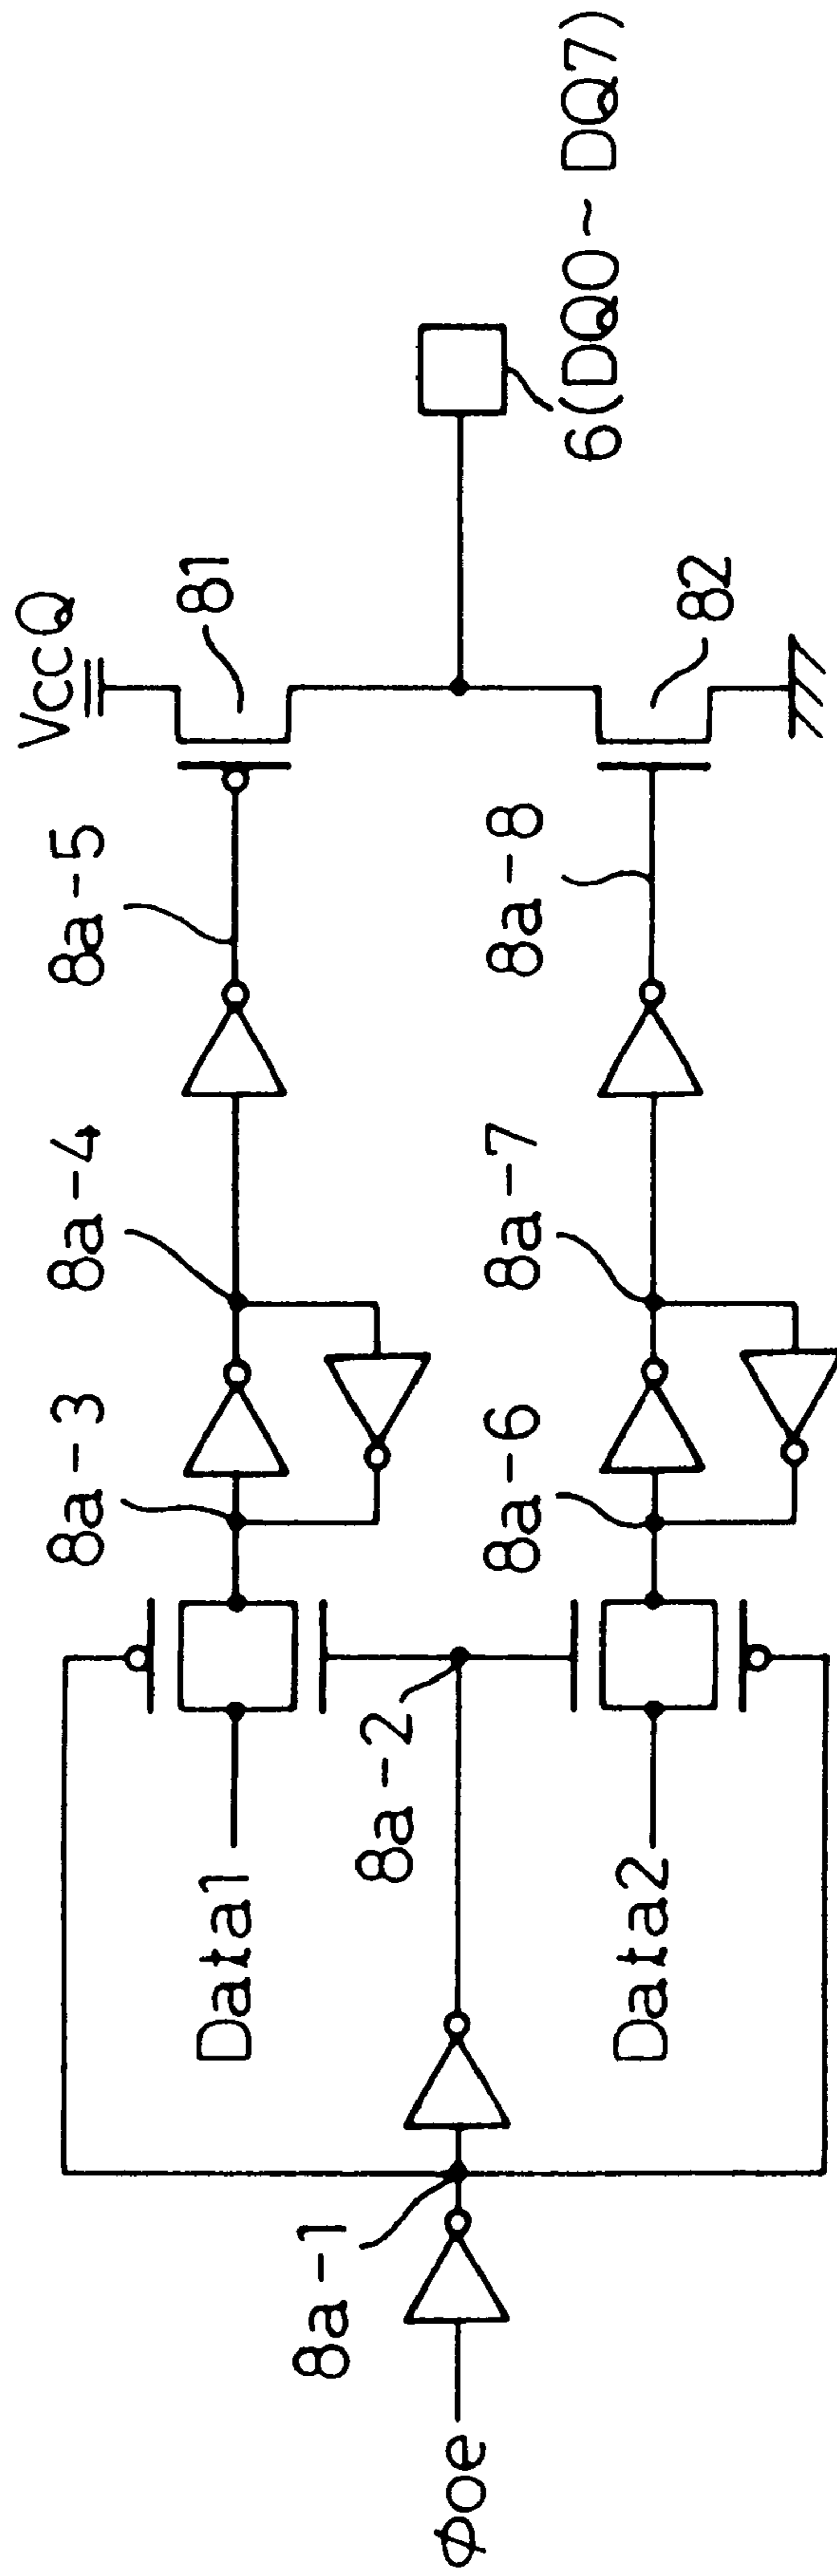 VccQ
8a-5
81
8a-4
8a-3
Data1
8a-2
6(DQ0~DQ7)
8a-1
φoe
8a-8
82
8a-7
8a-6
Data2